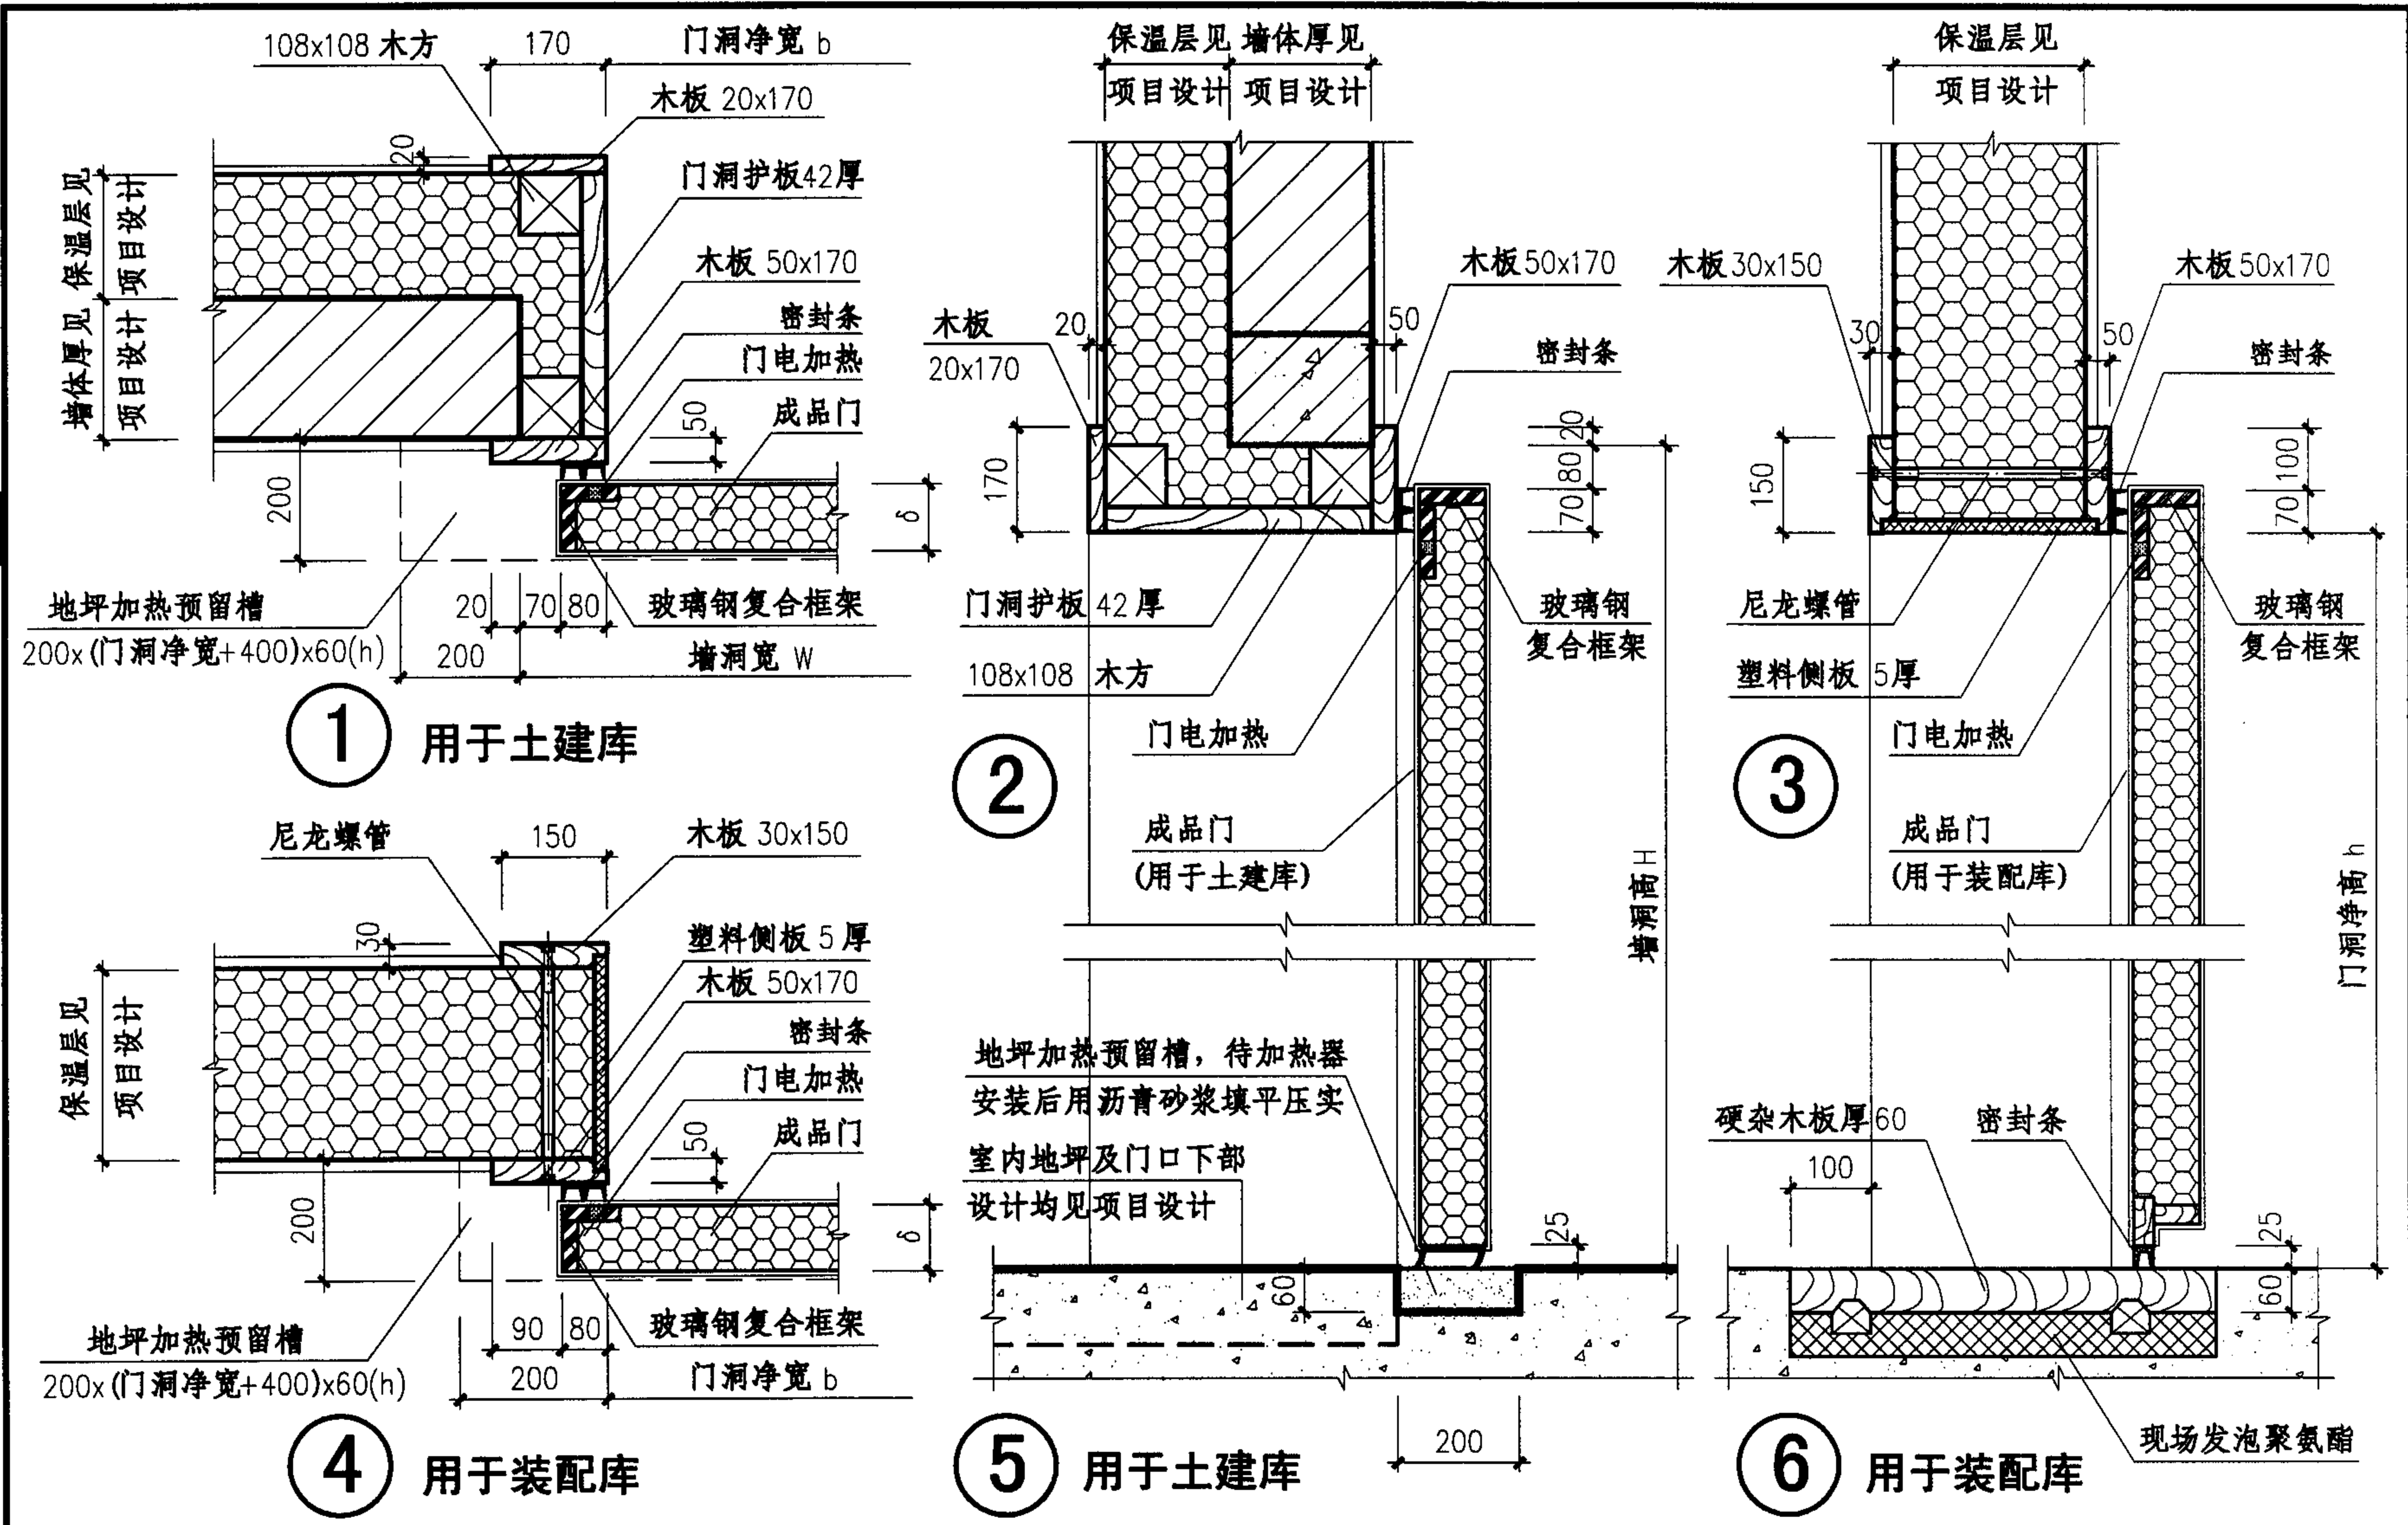 108x108 木方
170
门洞净宽 b
木板 20x170
20
门洞护板42厚
保温层见
项目设计
墙体厚见
项目设计
木板 50x170
密封条
门电加热
50
成品门
200
δ
地坪加热预留槽
200x(门洞净宽+400)x60(h)
20
70
80
玻璃钢复合框架
200
墙洞宽 W
1
用于土建库
保温层见
项目设计
墙体厚见
项目设计
木板50x170
木板
20x170
20
50
密封条
170
20
80
70
门洞护板 42厚
玻璃钢
复合框架
108x108 木方
门电加热
2
成品门
(用于土建库)
墙洞高H
保温层见
项目设计
木板30x150
木板50x170
30
50
密封条
150
100
70
尼龙螺管
玻璃钢
复合框架
塑料侧板 5厚
门电加热
3
成品门
(用于装配库)
门洞净高 h
尼龙螺管
150
木板 30x150
30
塑料侧板 5厚
木板 50x170
保温层见
项目设计
密封条
门电加热
50
成品门
200
δ
90
80
玻璃钢复合框架
地坪加热预留槽
200x(门洞净宽+400)x60(h)
200
门洞净宽 b
4
用于装配库
地坪加热预留槽，待加热器
安装后用沥青砂浆填平压实
室内地坪及门口下部
设计均见项目设计
25
60
200
5
用于土建库
硬杂木板厚60
密封条
100
25
60
现场发泡聚氨酯
6
用于装配库